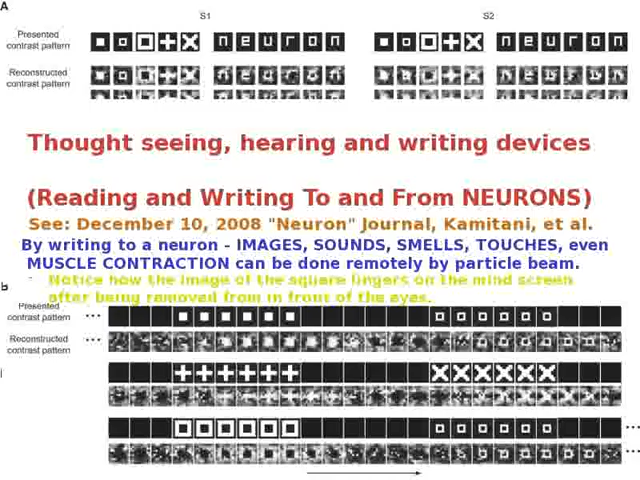 A
S1 S2
Presented contrast pattern
neuron neuron
Reconstructed contrast pattern
Thought seeing, hearing and writing devices
(Reading and Writing To and From NEURONS)
See: December 10, 2008 "Neuron" Journal, Kamitani, et al.
By writing to a neuron - IMAGES, SOUNDS, SMELLS, TOUCHES, even
MUSCLE CONTRACTION can be done remotely by particle beam.
Notice how the image of the square lingers on the mind screen
after being removed from in front of the eyes.
B
Presented contrast pattern
Reconstructed contrast pattern